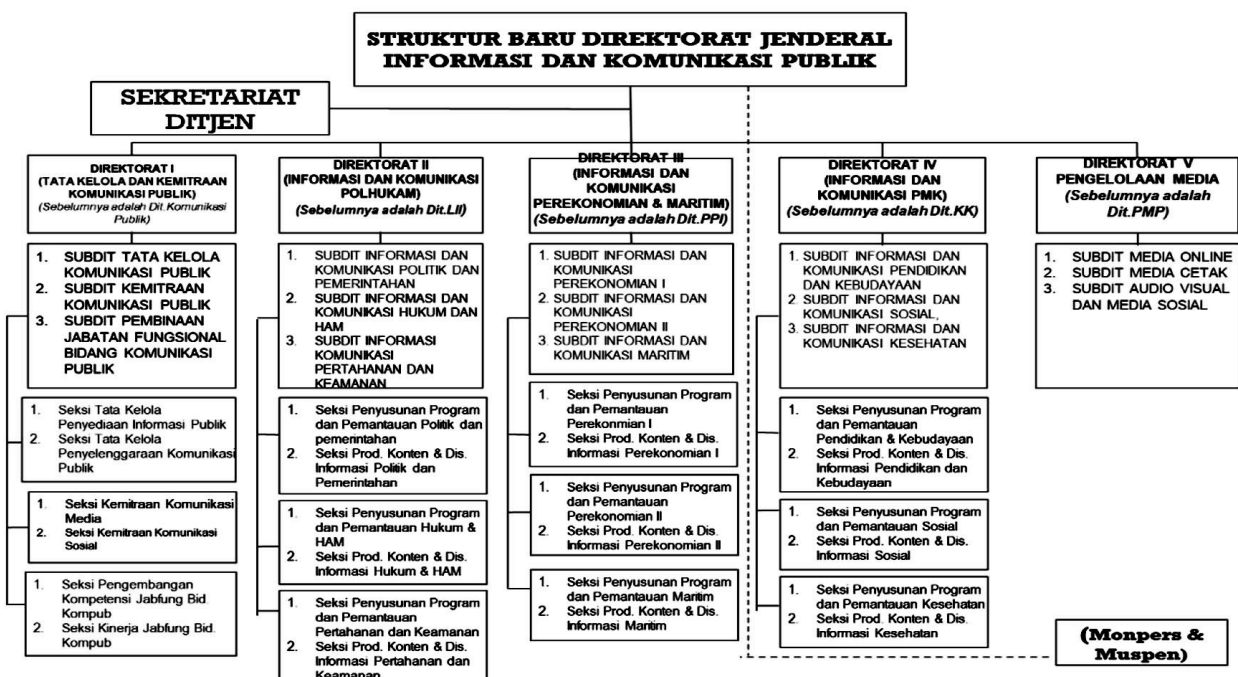 STRUKTUR BARU DIREKTORAT JENDERAL
INFORMASI DAN KOMUNIKASI PUBLIK
SEKRETARIAT
DITJEN
DIREKTORAT I
(TATA KELOLA DAN KEMITRAAN
KOMUNIKASI PUBLIK)
(Sebelumnya adalah Dit.Komunikasi
Publik)
1. SUBDIT TATA KELOLA
KOMUNIKASI PUBLIK
2. SUBDIT KEMITRAAN
KOMUNIKASI PUBLIK
3. SUBDIT PEMBINAAN
JABATAN FUNGSIONAL
BIDANG KOMUNIKASI
PUBLIK
1. Seksi Tata Kelola
Penyediaan Informasi Publik
2. Seksi Tata Kelola
Penyelenggaraan Komunikasi
Publik
1. Seksi Kemitraan Komunikasi
Media
2. Seksi Kemitraan Komunikasi
Sosial
1. Seksi Pengembangan
Kompetensi Jabfung Bid.
Kompub
2. Seksi Kinerja Jabfung Bid.
Kompub
DIREKTORAT II
(INFORMASI DAN KOMUNIKASI
POLHUKAM)
(Sebelumnya adalah Dit.LII)
1. SUBDIT INFORMASI DAN
KOMUNIKASI POLITIK DAN
PEMERINTAHAN
2. SUBDIT INFORMASI DAN
KOMUNIKASI HUKUM DAN
HAM
3. SUBDIT INFORMASI
KOMUNIKASI
PERTAHANAN DAN
KEAMANAN
1. Seksi Penyusunan Program
dan Pemantauan Politik dan
pemerintahan
2. Seksi Prod. Konten & Dis.
Informasi Politik dan
Pemerintahan
1. Seksi Penyusunan Program
dan Pemantauan Hukum &
HAM
2. Seksi Prod. Konten & Dis.
Informasi Hukum & HAM
1. Seksi Penyusunan Program
dan Pemantauan
Pertahanan dan Keamanan
2. Seksi Prod. Konten & Dis.
Informasi Pertahanan dan
Keamanan
DIREKTORAT III
(INFORMASI DAN
KOMUNIKASI
PEREKONOMIAN & MARITIM)
(Sebelumnya adalah Dit.PPI)
1. SUBDIT INFORMASI DAN
KOMUNIKASI
PEREKONOMIAN I
2. SUBDIT INFORMASI DAN
KOMUNIKASI
PEREKONOMIAN II
3. SUBDIT INFORMASI DAN
KOMUNIKASI MARITIM
1. Seksi Penyusunan Program
dan Pemantauan
Perekonmian I
2. Seksi Prod. Konten & Dis.
Informasi Perekonomian I
1. Seksi Penyusunan Program
dan Pemantauan
Perekonomian II
2. Seksi Prod. Konten & Dis.
Informasi Perekonomian II
1. Seksi Penyusunan Program
dan Pemantauan Maritim
2. Seksi Prod. Konten & Dis.
Informasi Maritim
DIREKTORAT IV
(INFORMASI DAN
KOMUNIKASI PMK)
(Sebelumnya adalah Dit.KK)
1. SUBDIT INFORMASI DAN
KOMUNIKASI PENDIDIKAN
DAN KEBUDAYAAN
2. SUBDIT INFORMASI DAN
KOMUNIKASI SOSIAL,
3. SUBDIT INFORMASI DAN
KOMUNIKASI KESEHATAN
1. Seksi Penyusunan Program
dan Pemantauan
Pendidikan & Kebudayaan
2. Seksi Prod. Konten & Dis.
Informasi Pendidikan dan
Kebudayaan
1. Seksi Penyusunan Program
dan Pemantauan Sosial
2. Seksi Prod. Konten & Dis.
Informasi Sosial
1. Seksi Penyusunan Program
dan Pemantauan Kesehatan
2. Seksi Prod. Konten & Dis.
Informasi Kesehatan
DIREKTORAT V
PENGELOLAAN MEDIA
(Sebelumnya adalah
Dit.PMP)
1. SUBDIT MEDIA ONLINE
2. SUBDIT MEDIA CETAK
3. SUBDIT AUDIO VISUAL
DAN MEDIA SOSIAL
(Monpers &
Muspen)